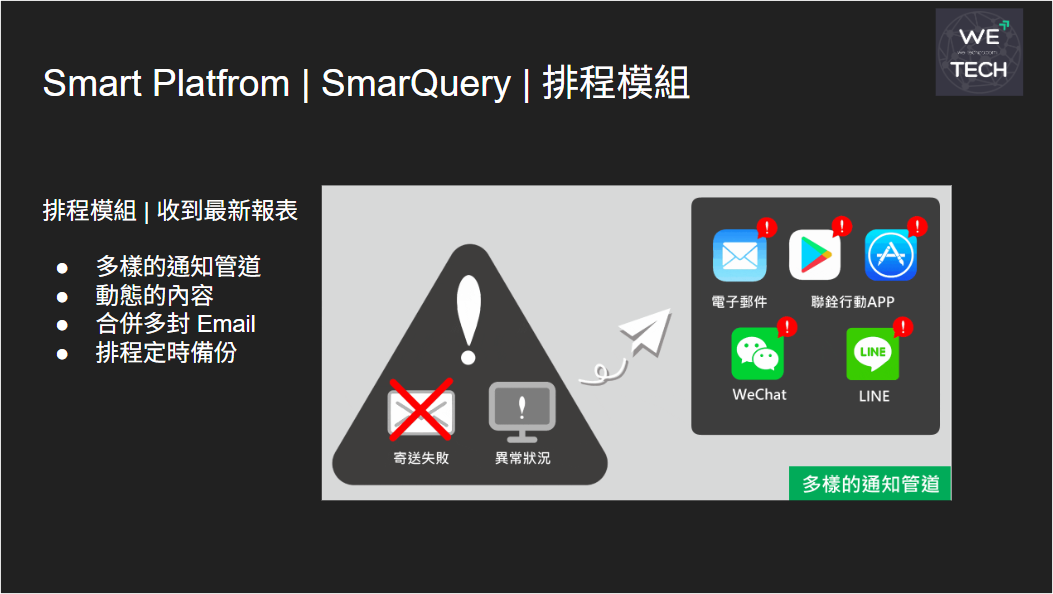 WE
TECH
Smart Platfrom | SmarQuery | 排程模組
排程模組 | 收到最新報表
● 多樣的通知管道
● 動態的內容
● 合併多封 Email
● 排程定時備份
!
!
寄送失敗
異常狀況
!
!
!
電子郵件
聯銓行動APP
!
!
LINE
WeChat
LINE
多樣的通知管道